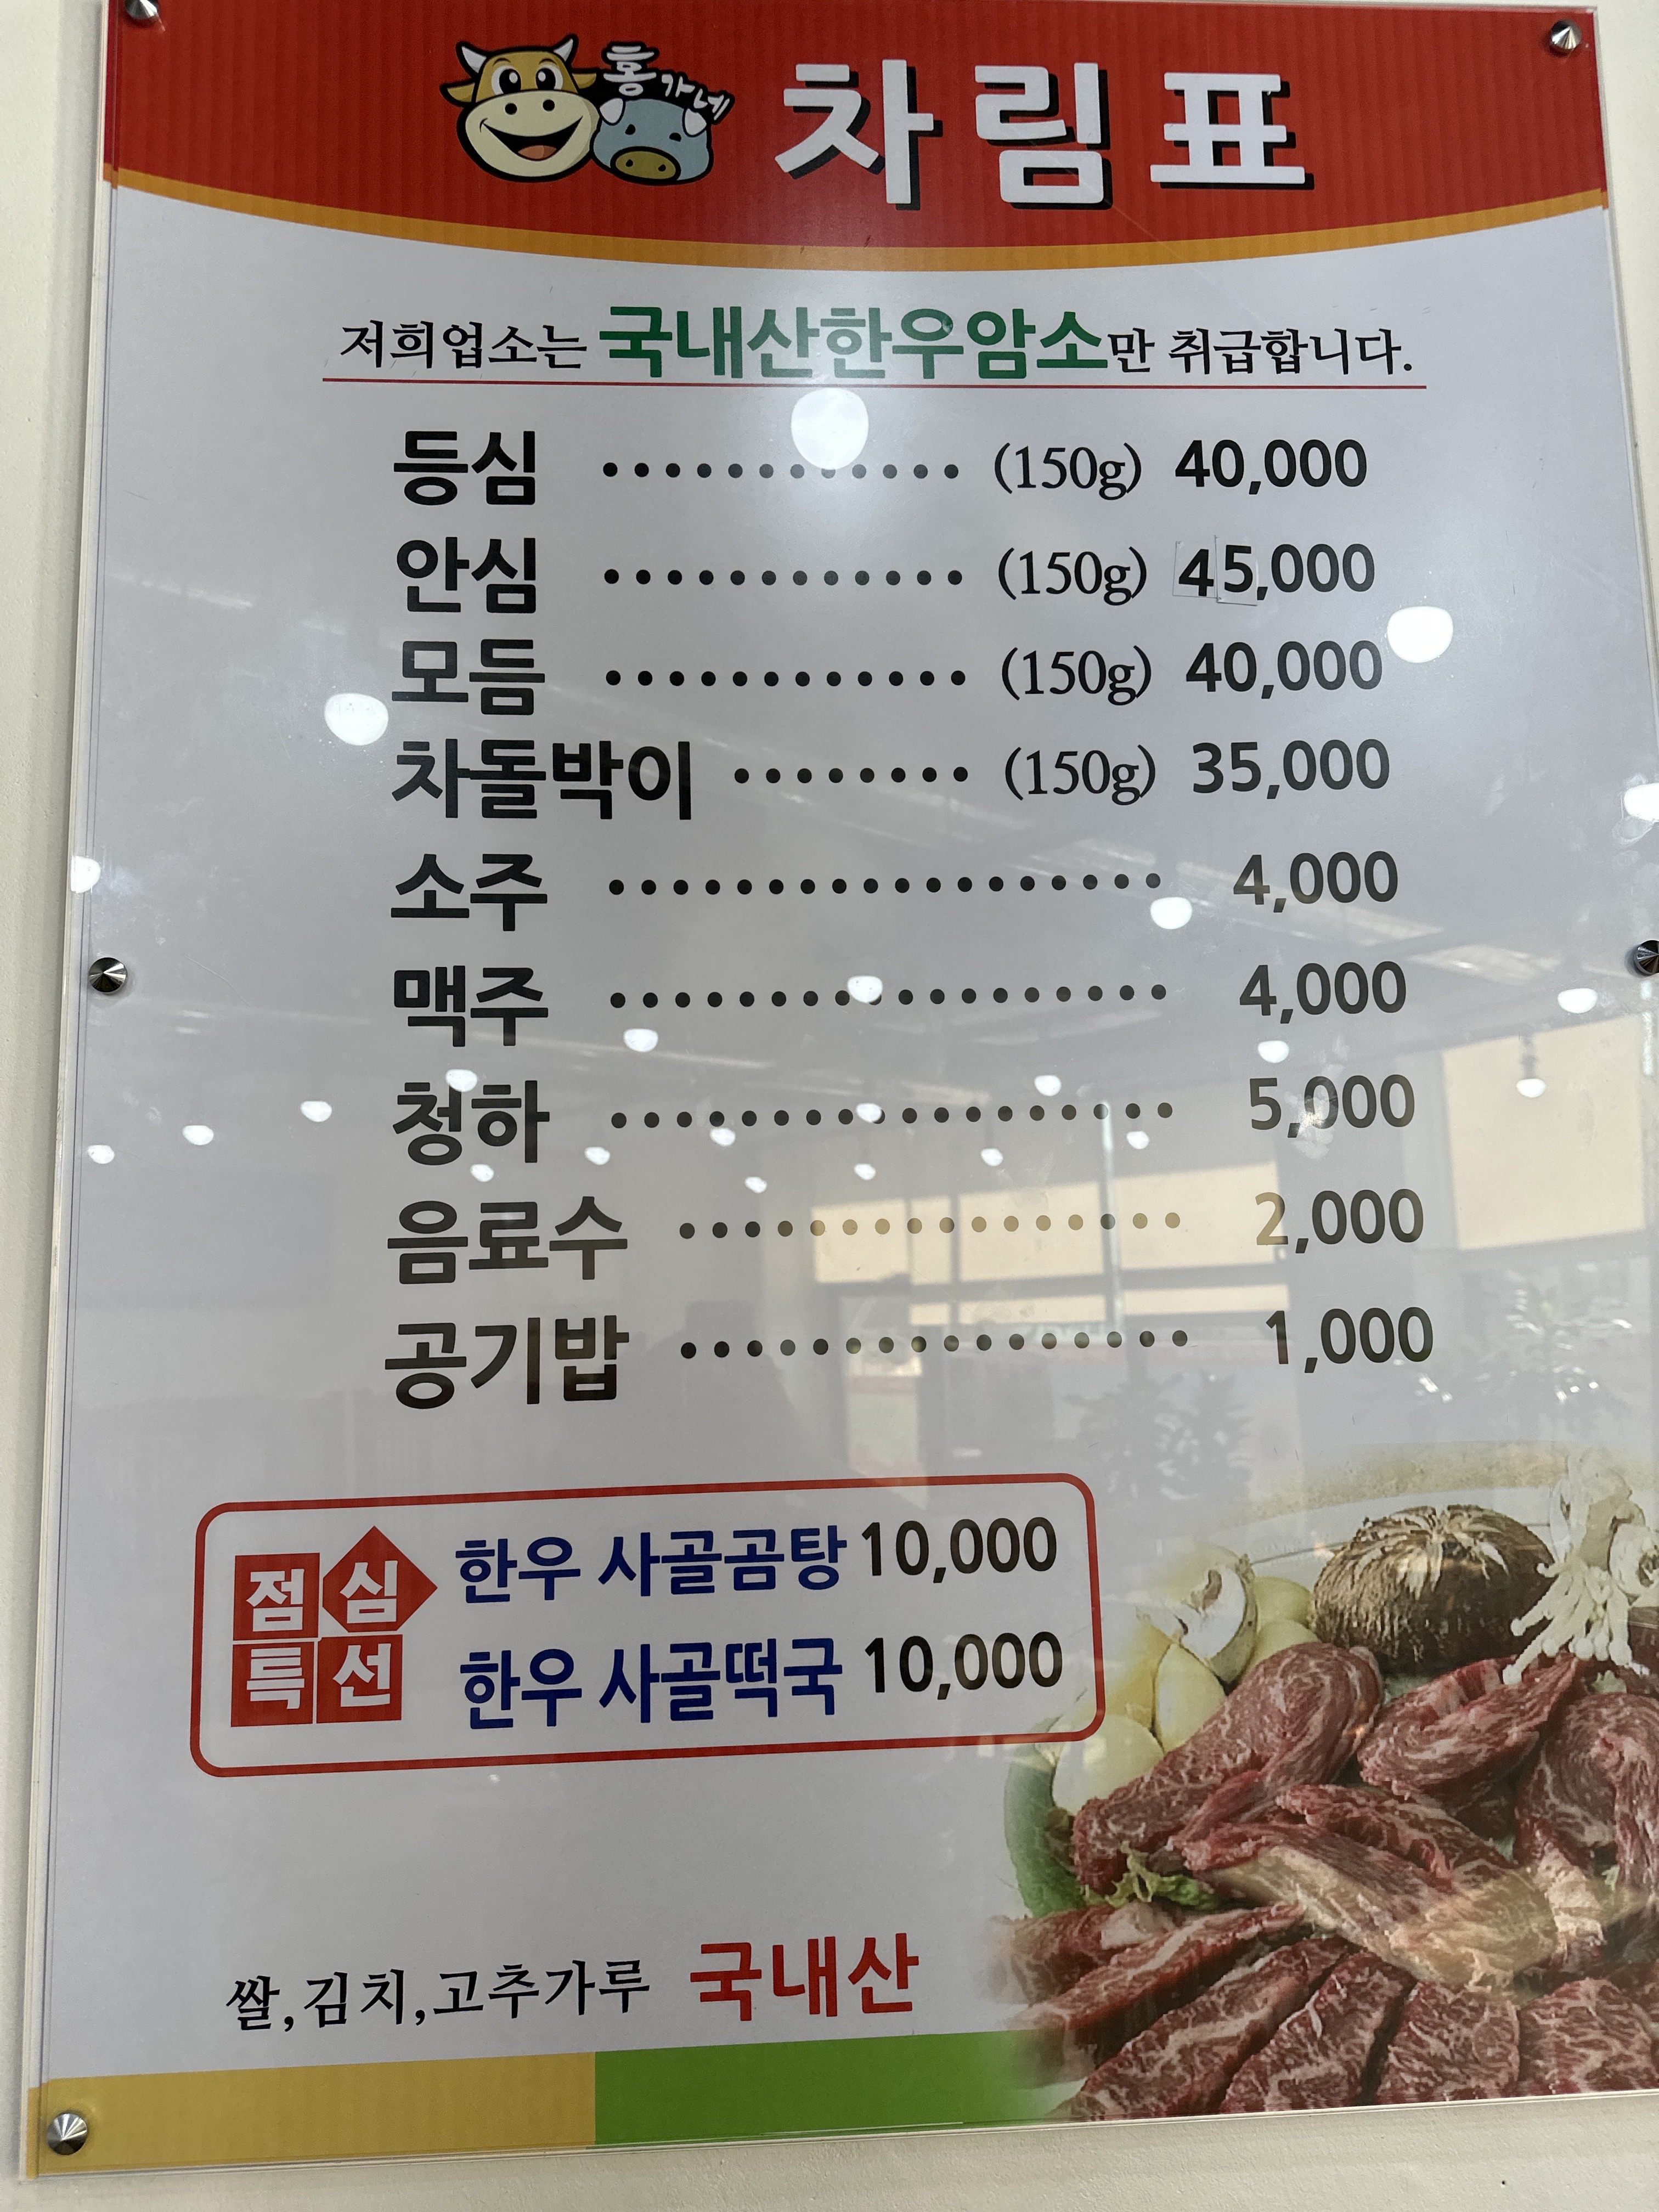 홍가네 차림표
저희업소는 국내산한우암소만 취급합니다.
등심 ············ (150g) 40,000
안심 ············ (150g) 45,000
모듬 ············ (150g) 40,000
차돌박이 ········ (150g) 35,000
소주 ·················· 4,000
맥주 ·················· 4,000
청하 ·················· 5,000
음료수 ················ 2,000
공기밥 ················ 1,000
점심 한우 사골곰탕 10,000
특선 한우 사골떡국 10,000
쌀,김치,고추가루 국내산